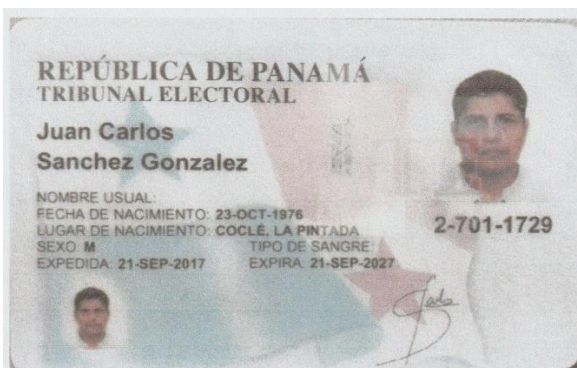 REPÚBLICA DE PANAMÁ
TRIBUNAL ELECTORAL
Juan Carlos
Sanchez Gonzalez
NOMBRE USUAL:
FECHA DE NACIMIENTO: 23-OCT-1976
LUGAR DE NACIMIENTO: COCLÉ, LA PINTADA
SEXO M TIPO DE SANGRE:
EXPEDIDA: 21-SEP-2017 EXPIRA: 21-SEP-2027
2-701-1729